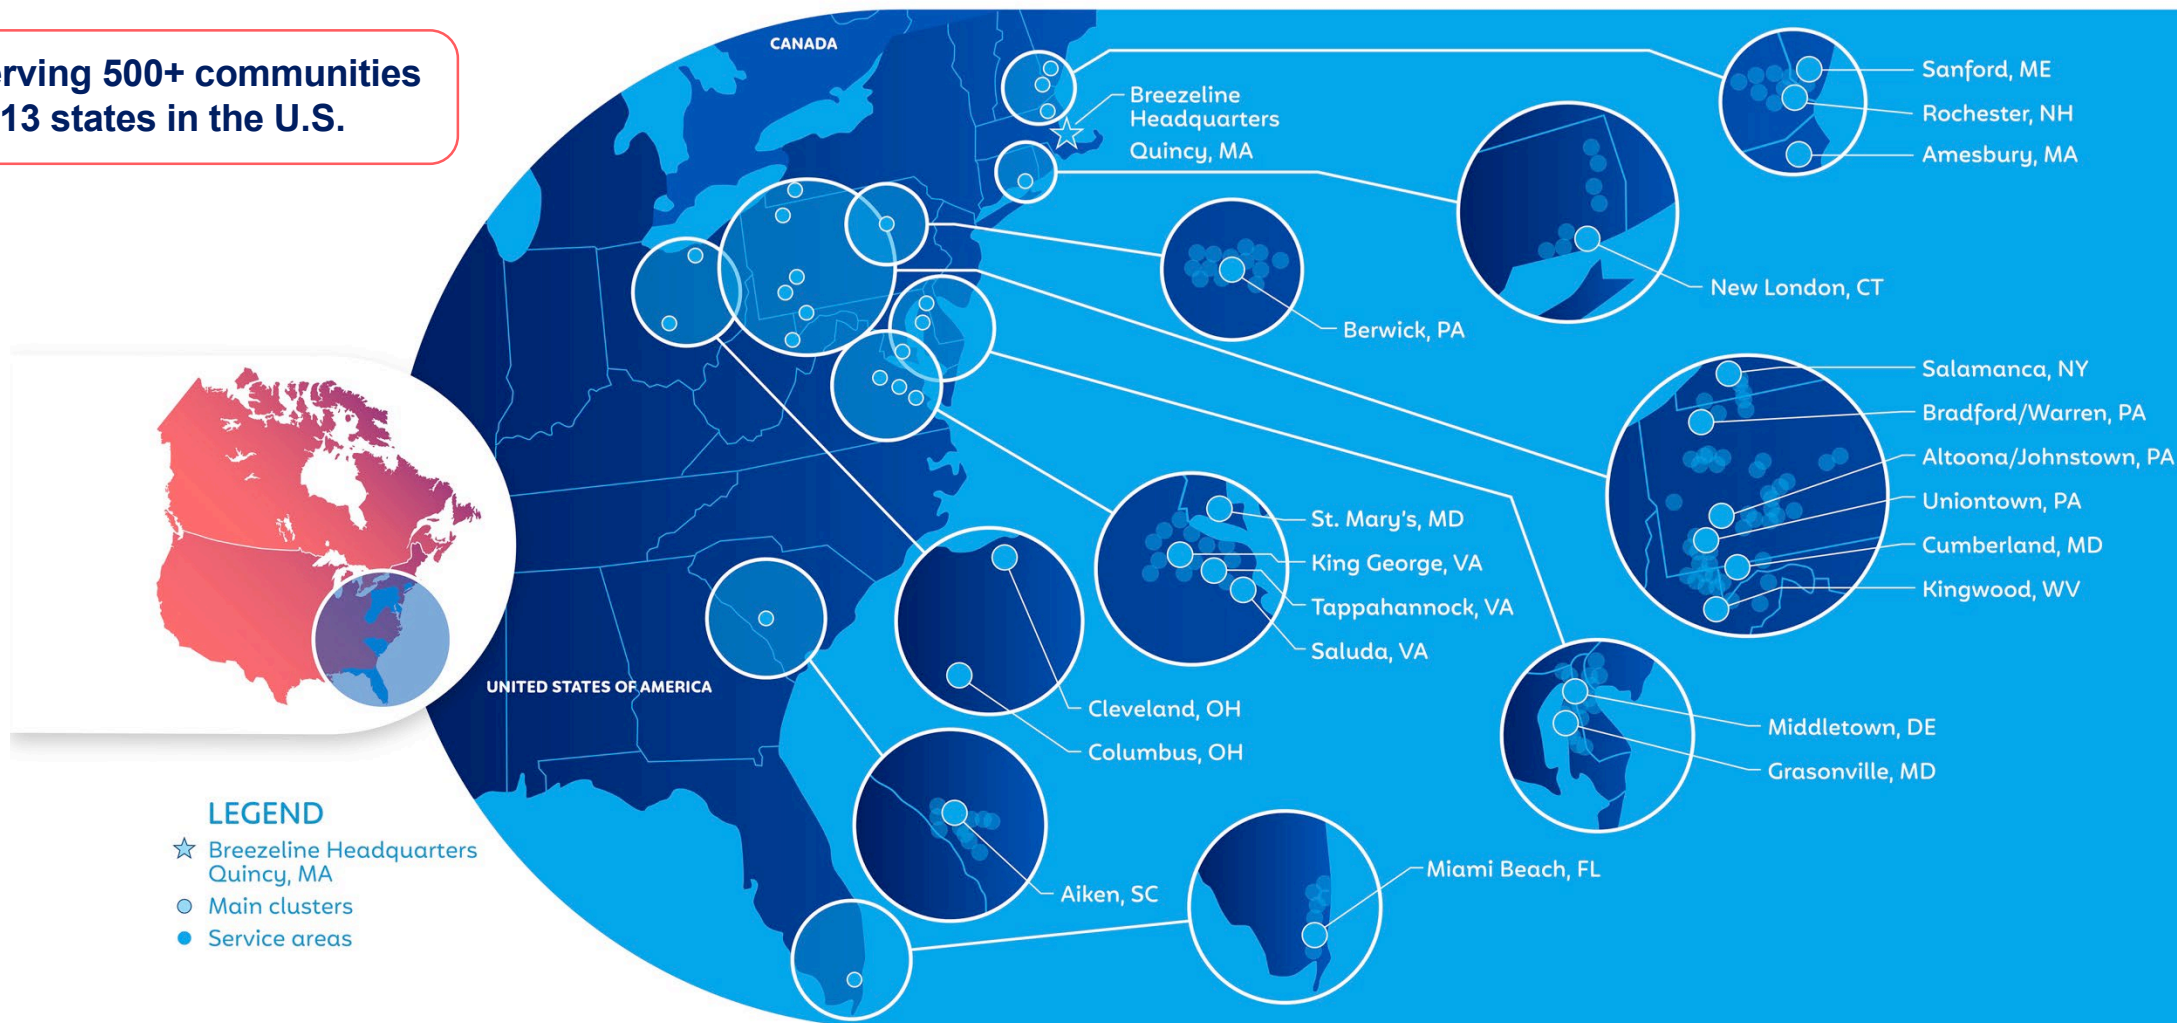 erving 500+ communities
13 states in the U.S.
CANADA
Breezeline
Headquarters
Quincy, MA
Sanford, ME
Rochester, NH
Amesbury, MA
New London, CT
Berwick, PA
Salamanca, NY
Bradford/Warren, PA
Altoona/Johnstown, PA
Uniontown, PA
Cumberland, MD
Kingwood, WV
St. Mary's, MD
King George, VA
Tappahannock, VA
Saluda, VA
UNITED STATES OF AMERICA
Cleveland, OH
Columbus, OH
Middletown, DE
Grasonville, MD
Aiken, SC
Miami Beach, FL
LEGEND
Breezeline Headquarters
Quincy, MA
Main clusters
Service areas